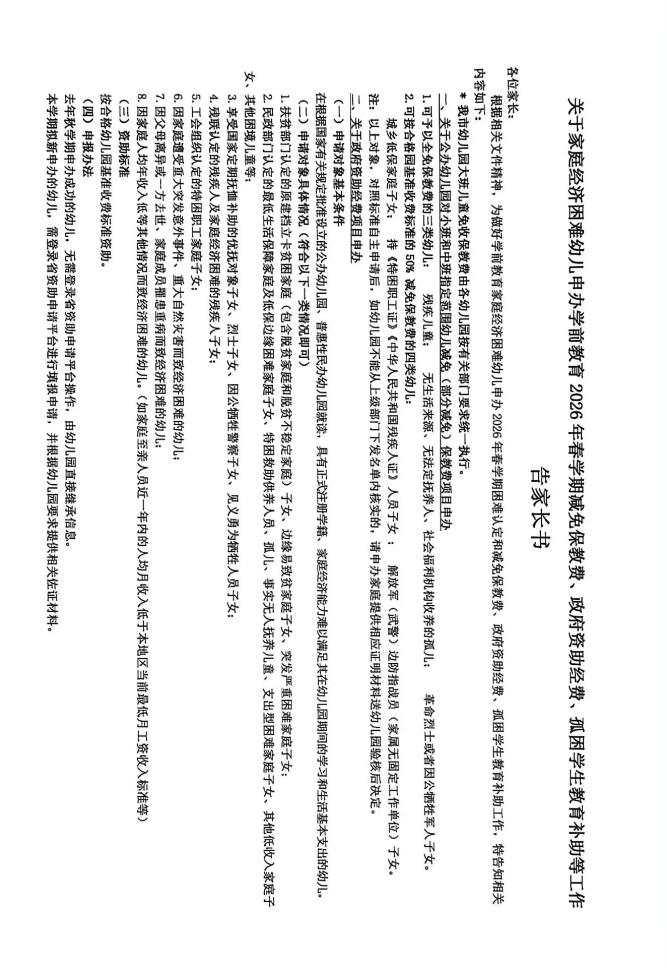 关于家庭经济困难幼儿申办学前教育 2026 年春学期减免保教费、政府资助经费、孤困学生教育补助等工作
告家长书
各位家长：
根据相关文件精神，为做好学前教育家庭经济困难幼儿申办 2026 年春学期困难认定和减免保教费、政府资助经费、孤困学生教育补助工作，特告知相关
内容如下：
* 我市幼儿园大班儿童免收保教费由各幼儿园按有关部门要求统一执行。
一、关于公办幼儿园对小班和中班指定范围幼儿减免（部分减免）保教费项目申办
1. 可予以全免保教费的三类幼儿： 残疾儿童； 无生活来源、无法定抚养人、社会福利机构收养的孤儿； 革命烈士或者因公牺牲军人子女。
2. 可按合格园基准收费标准的 50% 减免保教费的四类幼儿：
城乡低保家庭子女； 持《特困职工证》《中华人民共和国残疾人证》人员子女； 解放军（武警）边防指战员（家属无固定工作单位）子女。
注：以上对象，对照标准自主申请后，如幼儿园不能从上级部门下发名单内核实的，请申办家庭提供相应证明材料送幼儿园验核后决定。
二、关于政府资助经费项目申办
（一）申请对象基本条件
在根据国家有关规定批准设立的公办幼儿园、普惠性民办幼儿园就读，具有正式注册学籍，家庭经济能力难以满足其在幼儿园期间的学习和生活基本支出的幼儿。
（二）申请对象具体情况（符合以下一类情况即可）
1. 扶贫部门认定的原建档立卡贫困家庭（包含脱贫家庭和脱贫不稳定家庭）子女、边缘易致贫家庭子女、突发严重困难家庭子女；
2. 民政部门认定的最低生活保障家庭及低保边缘困难家庭子女、特困救助供养人员、孤儿、事实无人抚养儿童、支出型困难家庭子女、其他低收入家庭子
女、其他困境儿童等；
3. 享受国家定期抚恤补助的优抚对象子女、烈士子女、因公牺牲警察子女、见义勇为牺牲人员子女；
4. 残联认定的残疾人及家庭经济困难的残疾人子女；
5. 工会组织认定的特困职工家庭子女；
6. 因家庭遭受重大突发意外事件、重大自然灾害而致经济困难的幼儿；
7. 因父母离异或一方去世、家庭成员罹患重病而致经济困难的幼儿；
8. 因家庭人均年收入低等其他情况而致经济困难的幼儿。（如家庭至亲人员近一年内的人均月收入低于本地区当前最低月工资收入标准等）
（三）资助标准
按合格幼儿园基准收费标准资助。
（四）申报办法
去年秋学期申办成功的幼儿，无需登录省资助申请平台操作，由幼儿园直接继承信息。
本学期拟新申办的幼儿，需登录省资助申请平台进行填报申请，并根据幼儿园要求提供相关佐证材料。